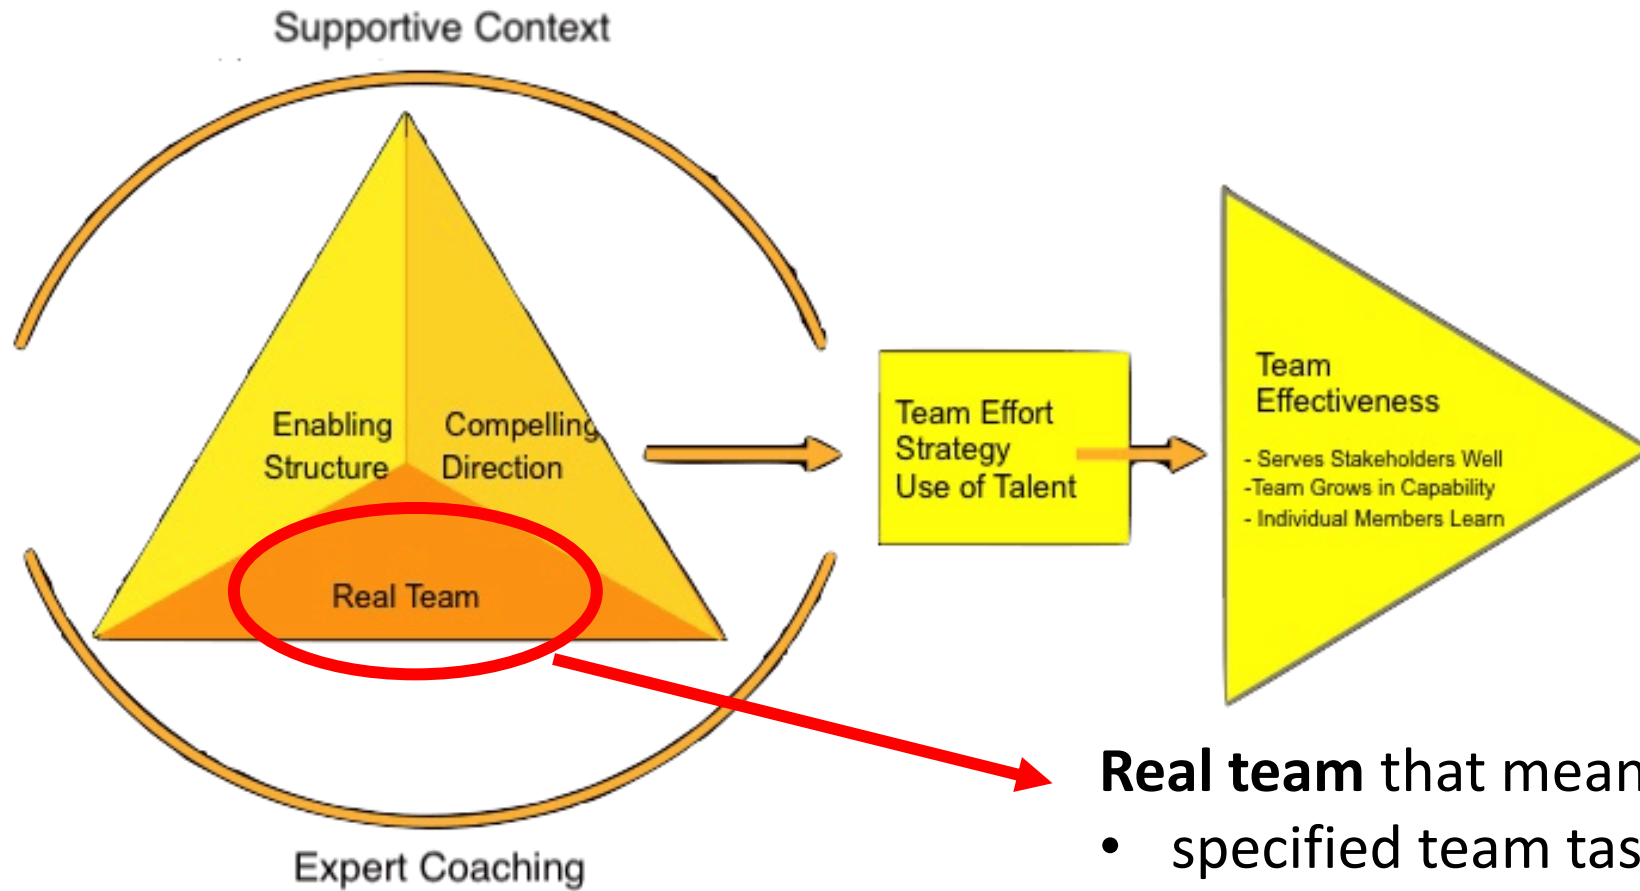 Supportive Context
Enabling
Structure
Compelling
Direction
Real Team
Expert Coaching
Team Effort
Strategy
Use of Talent
Team
Effectiveness
- Serves Stakeholders Well
-Team Grows in Capability
- Individual Members Learn
Real team that mean
• specified team tas